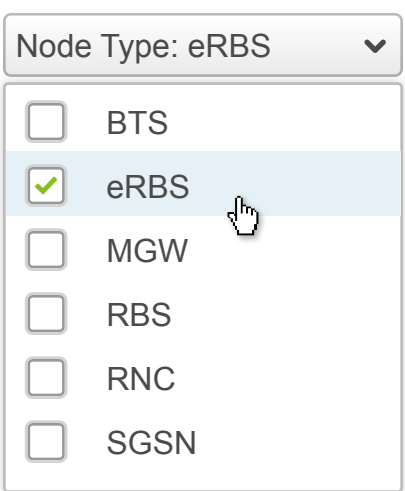 Node Type: eRBS
BTS
eRBS
MGW
RBS
RNC
SGSN